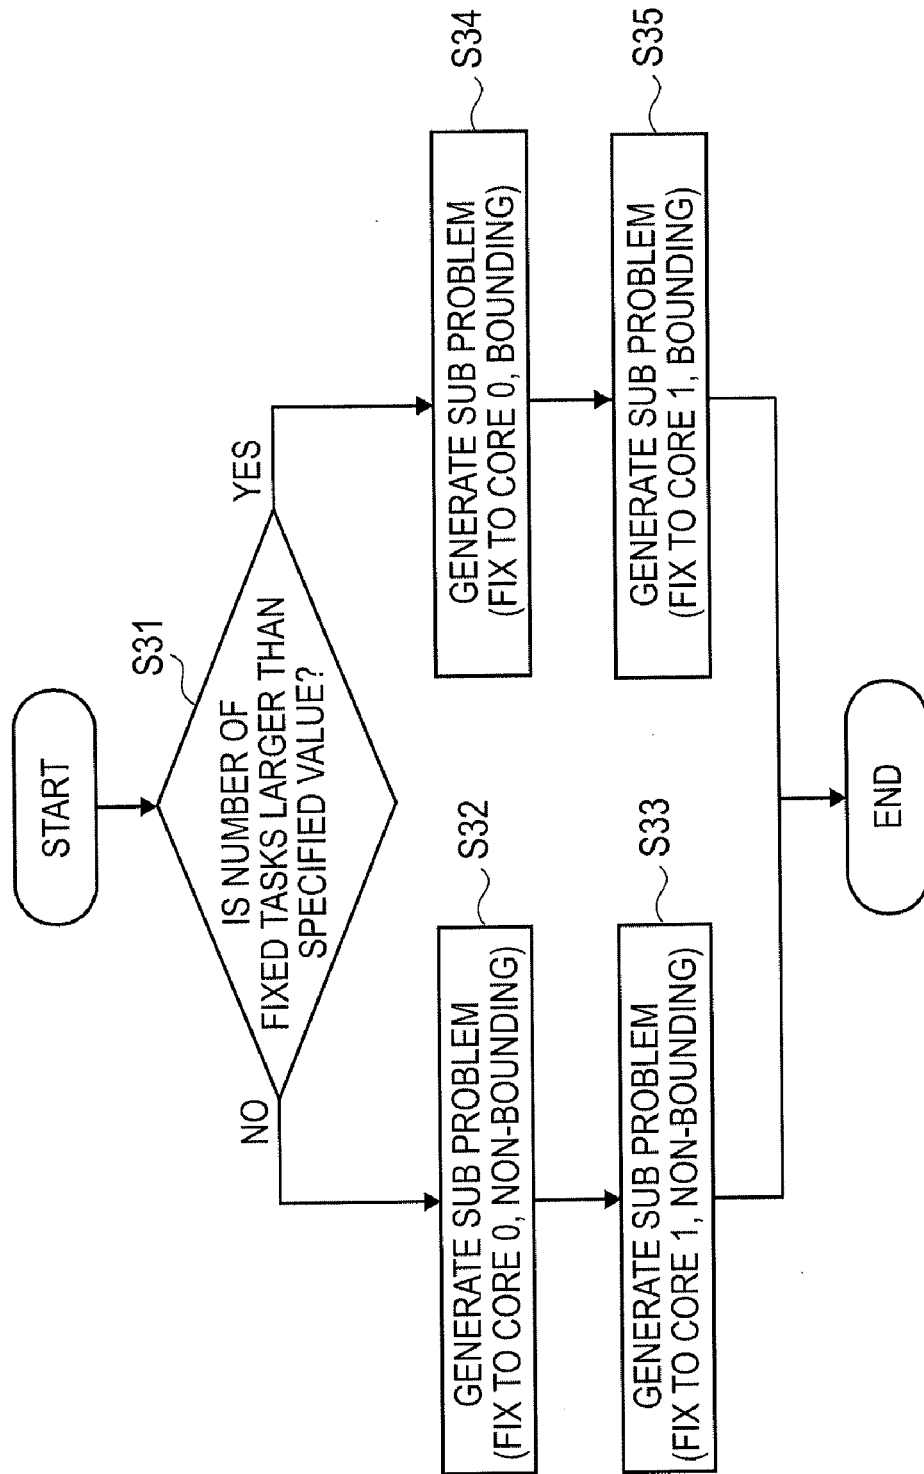 START
S31
IS NUMBER OF
FIXED TASKS LARGER THAN
SPECIFIED VALUE?
NO
YES
S32
GENERATE SUB PROBLEM
(FIX TO CORE 0, NON-BOUNDING)
S33
GENERATE SUB PROBLEM
(FIX TO CORE 1, NON-BOUNDING)
S34
GENERATE SUB PROBLEM
(FIX TO CORE 0, BOUNDING)
S35
GENERATE SUB PROBLEM
(FIX TO CORE 1, BOUNDING)
END